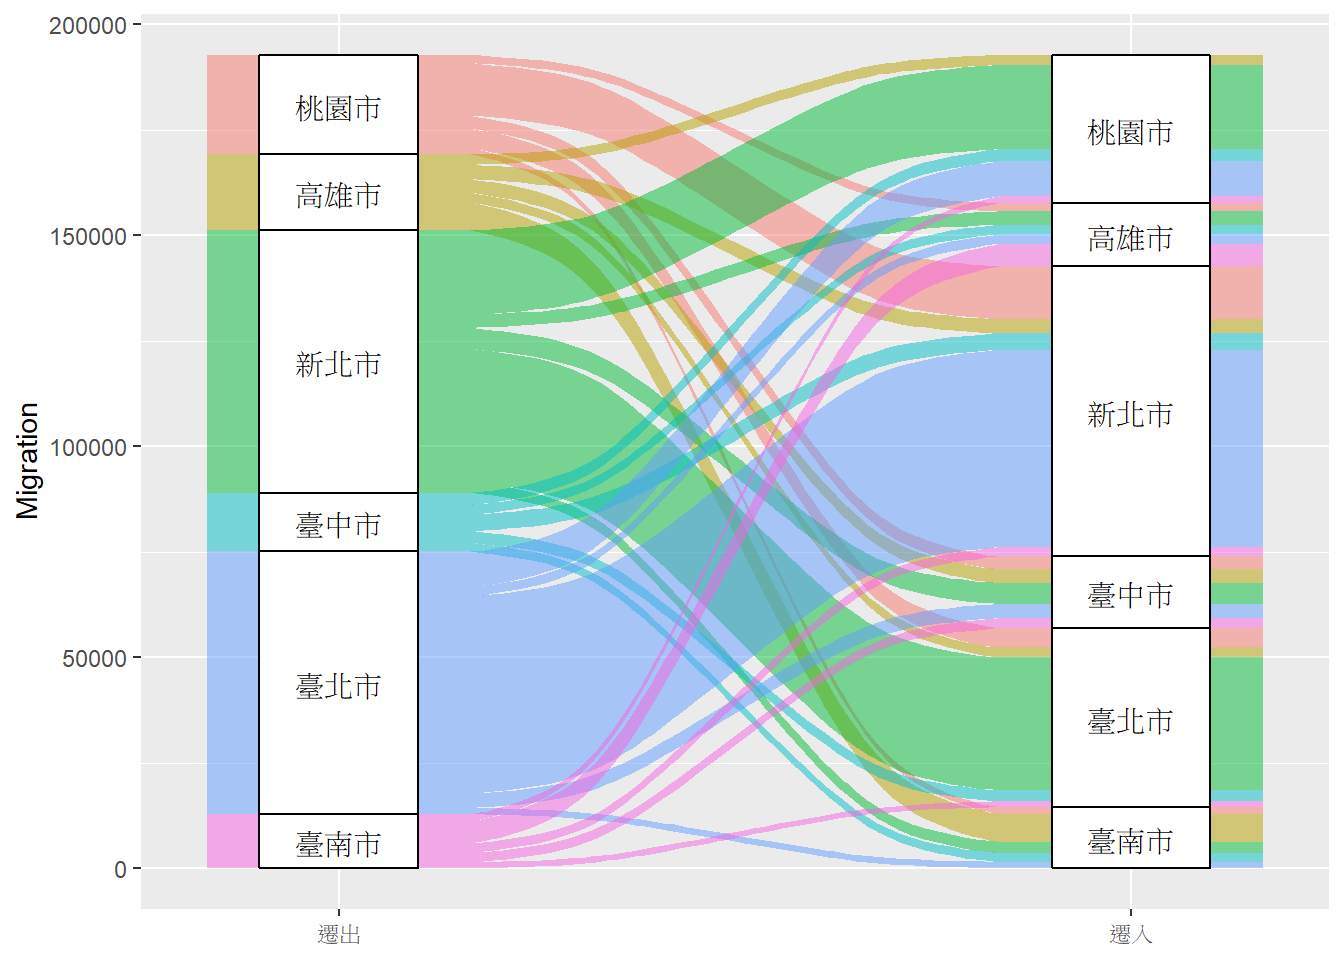 200000
150000
100000
50000
0
Migration
桃園市
高雄市
新北市
臺中市
臺北市
臺南市
桃園市
高雄市
新北市
臺中市
臺北市
臺南市
遷出
遷入